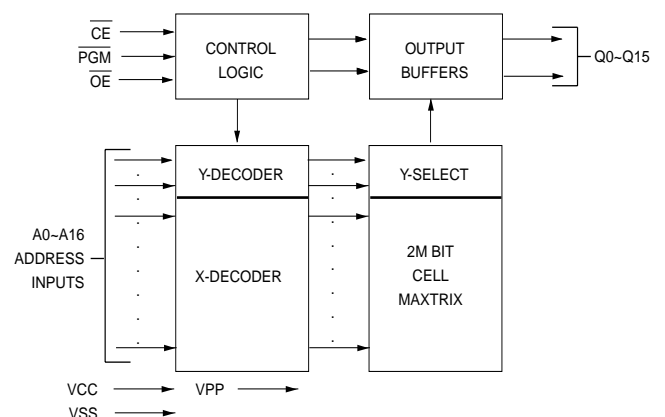 CE
PGM
OE
CONTROL
LOGIC
OUTPUT
BUFFERS
Q0~Q15
Y-DECODER
Y-SELECT
A0~A16
ADDRESS
INPUTS
X-DECODER
2M BIT
CELL
MAXTRIX
VCC
VPP
VSS